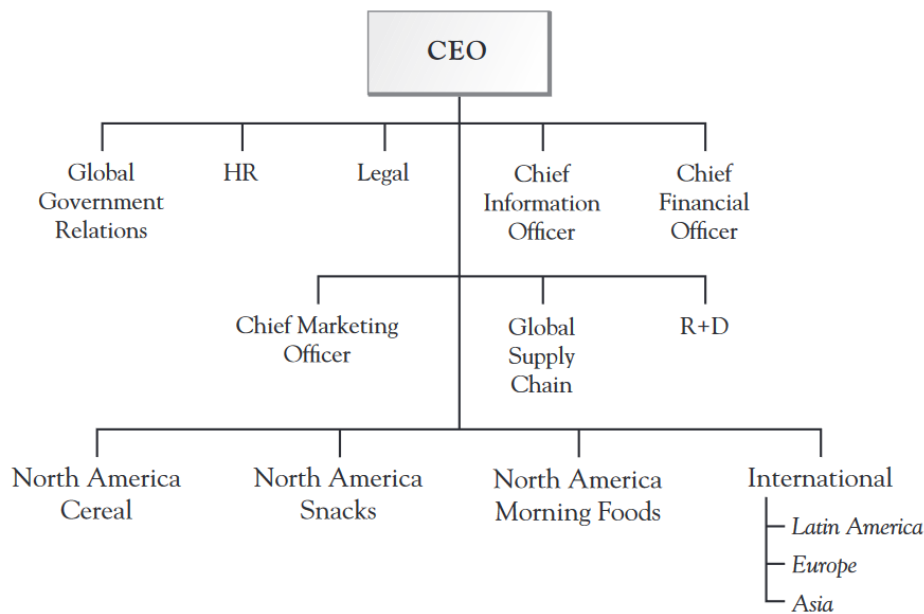 CEO
Global
Government
Relations
HR
Legal
Chief
Information
Officer
Chief
Financial
Officer
Chief Marketing
Officer
Global
Supply
Chain
R+D
North America
Cereal
North America
Snacks
North America
Morning Foods
International
Latin America
Europe
Asia